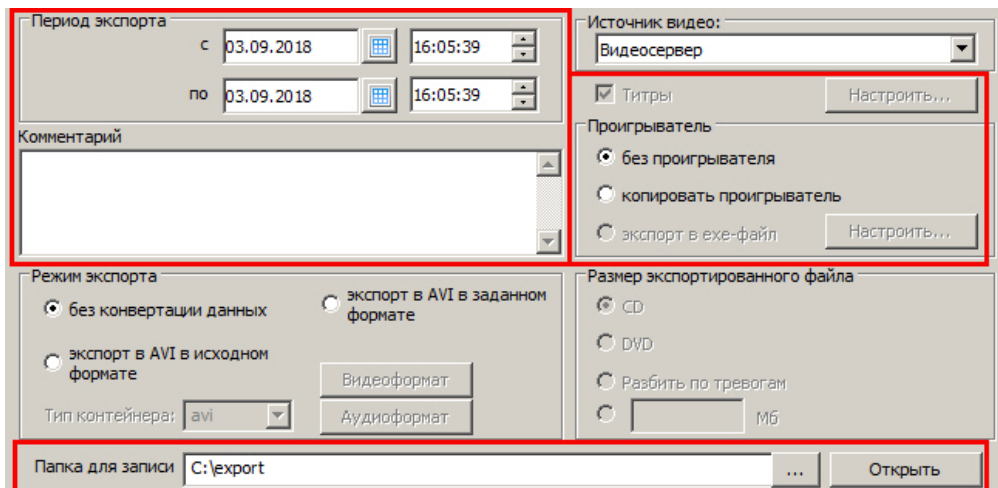 Период экспорта
с 03.09.2018 16:05:39
по 03.09.2018 16:05:39
Комментарий
Источник видео:
Видеосервер
Титры Настроить...
Проигрыватель
без проигрывателя
копировать проигрыватель
экспорт в exe-файл Настроить...
Режим экспорта
без конвертации данных
экспорт в AVI в заданном
формате
экспорт в AVI в исходном
формате
Видеоформат
Тип контейнера: avi Аудиоформат
Размер экспортированного файла
CD
DVD
Разбить по тревогам
Мб
Папка для записи C:\export ... Открыть